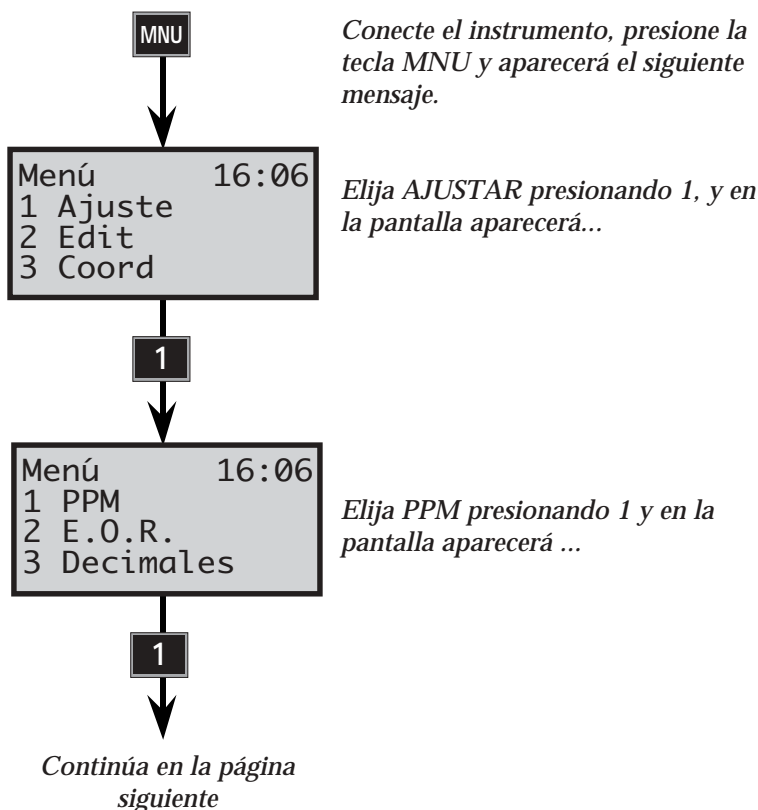 MNU
Conecte el instrumento, presione la
tecla MNU y aparecerá el siguiente
mensaje.
Menú 16:06
1 Ajuste
2 Edit
3 Coord
Elija AJUSTAR presionando 1, y en
la pantalla aparecerá...
1
Menú 16:06
1 PPM
2 E.O.R.
3 Decimales
Elija PPM presionando 1 y en la
pantalla aparecerá ...
1
Continúa en la página
siguiente